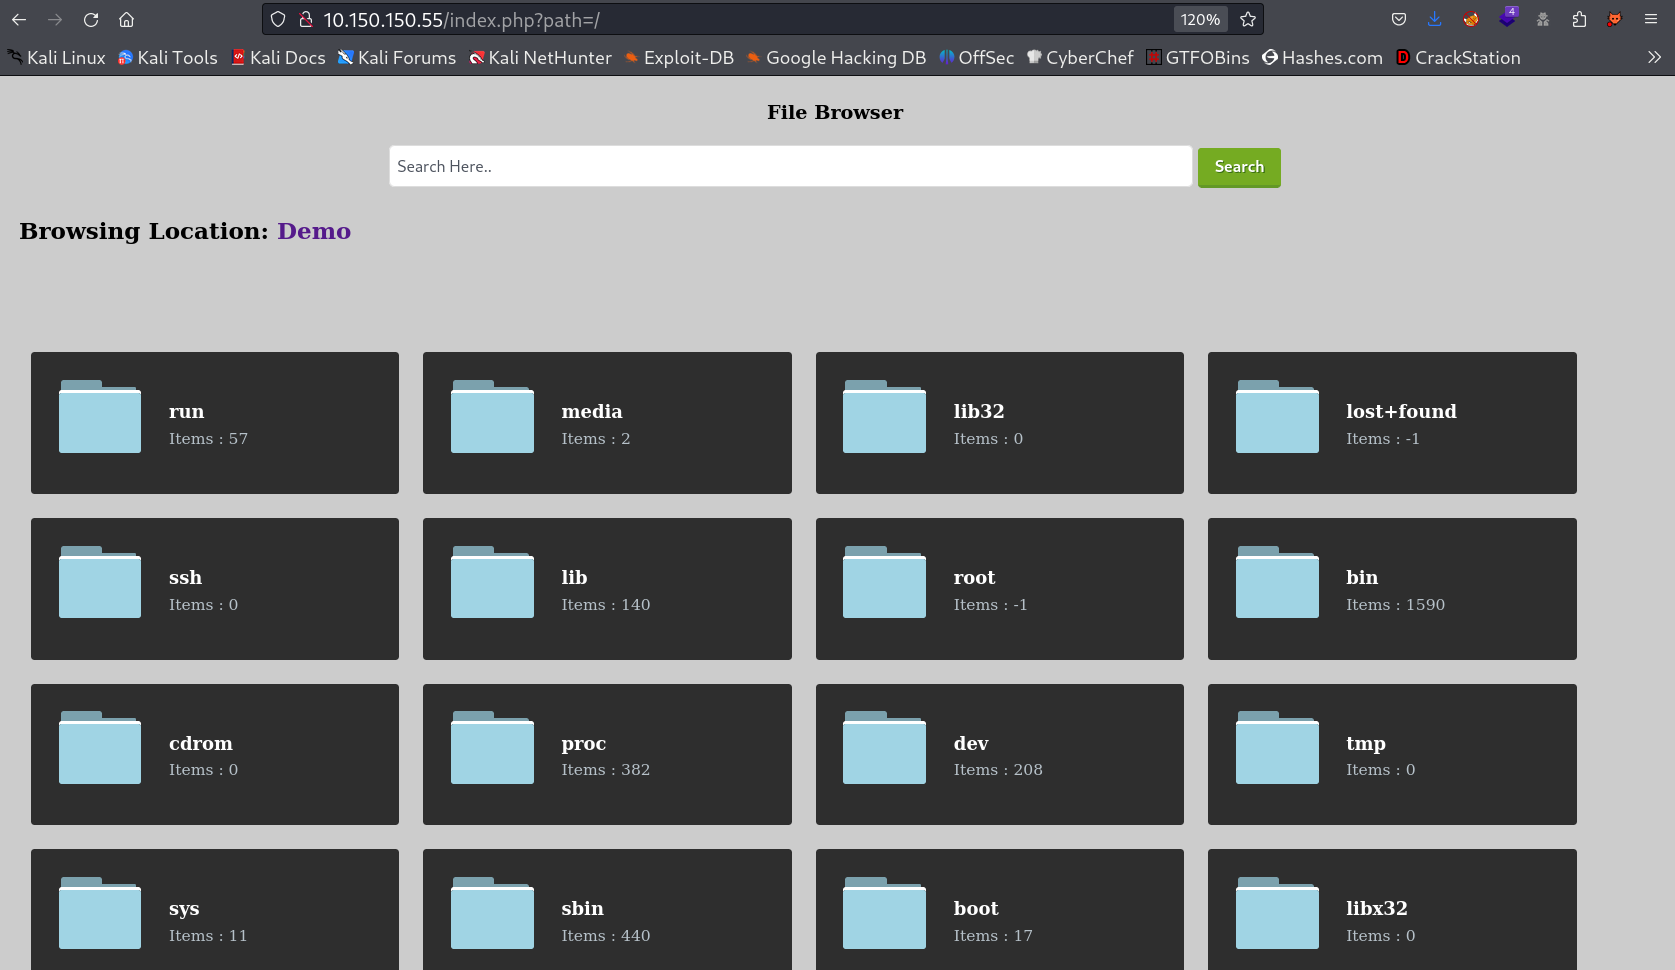 10.150.150.55/index.php?path=/ 120% 4
Kali Linux Kali Tools Kali Docs Kali Forums Kali NetHunter Exploit-DB Google Hacking DB OffSec CyberChef GTFOBins Hashes.com CrackStation
File Browser
Search Here.. Search
Browsing Location: Demo
run media lib32 lost+found
Items : 57 Items : 2 Items : 0 Items : -1
ssh lib root bin
Items : 0 Items : 140 Items : -1 Items : 1590
cdrom proc dev tmp
Items : 0 Items : 382 Items : 208 Items : 0
sys sbin boot libx32
Items : 11 Items : 440 Items : 17 Items : 0